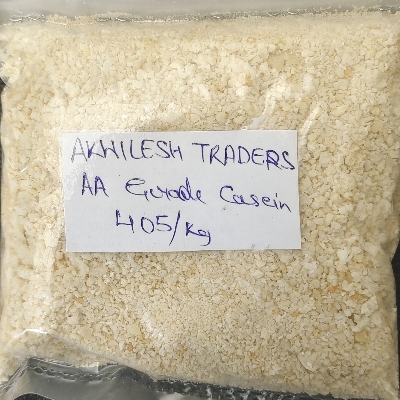 AKHILESH TRADERS
AA Grade Casein
405/Kg